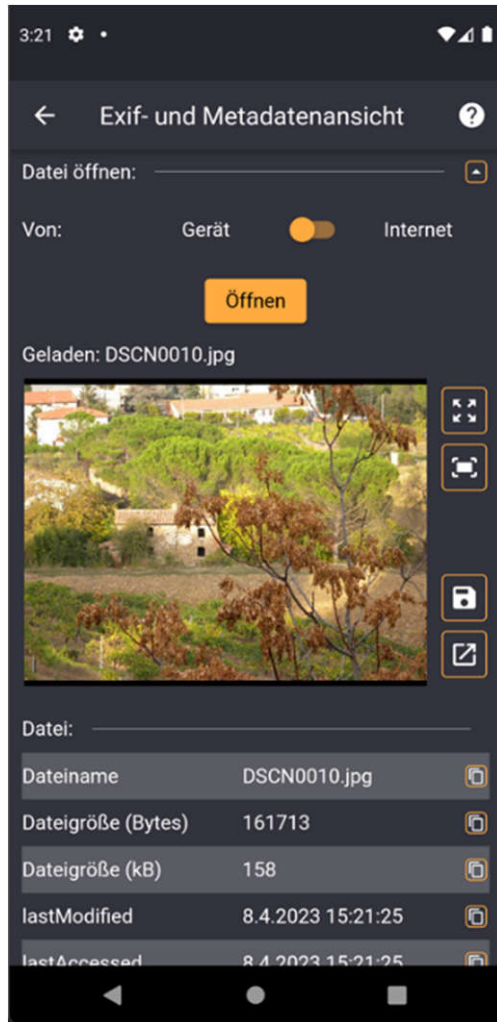 3:21
Exif- und Metadatenansicht
Datei öffnen:
Von: Gerät Internet
Öffnen
Geladen: DSCN0010.jpg
Datei:
Dateiname DSCN0010.jpg
Dateigröße (Bytes) 161713
Dateigröße (kB) 158
lastModified 8.4.2023 15:21:25
lastAccessed 8.4.2023 15:21:25